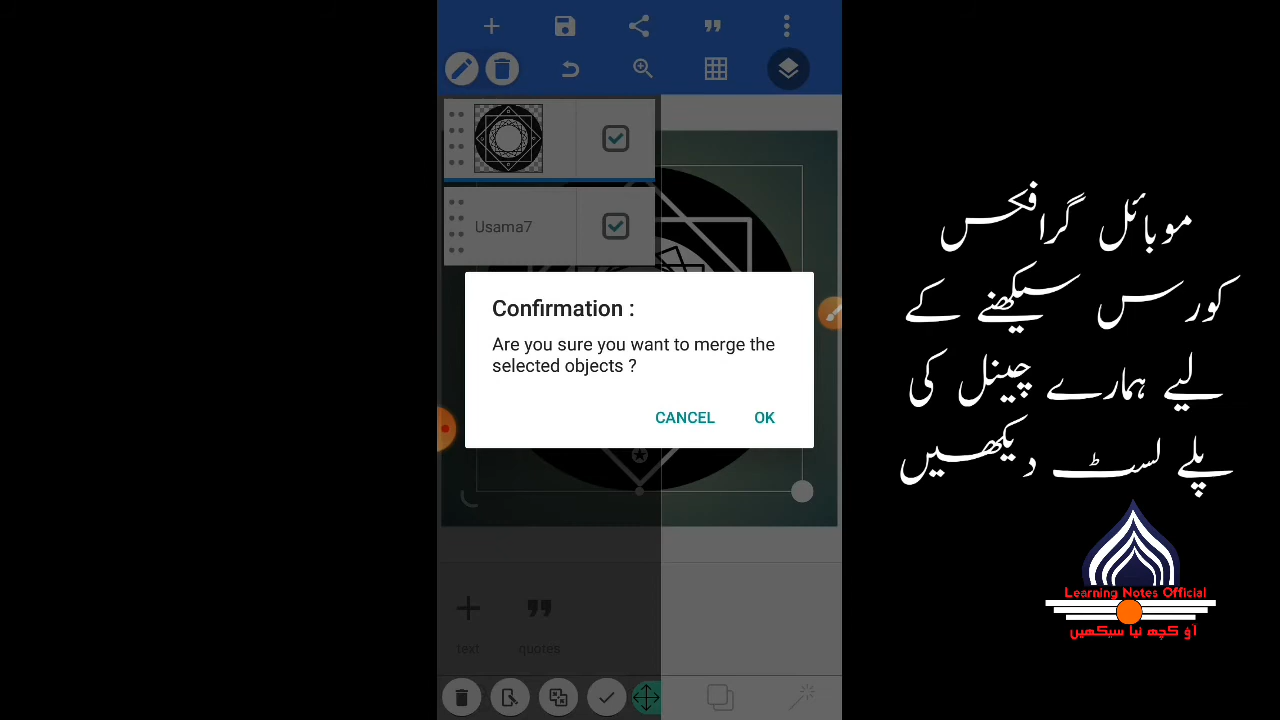 Usama7
Confirmation :
Are you sure you want to merge the
selected objects ?
CANCEL
OK
text
quotes
موبائل گرافکس
کورس سیکھنے کے
لیے ہمارے چینل کی
پلے لسٹ دیکھیں
Learning Notes Official
آؤ کچھ نیا سیکھیں